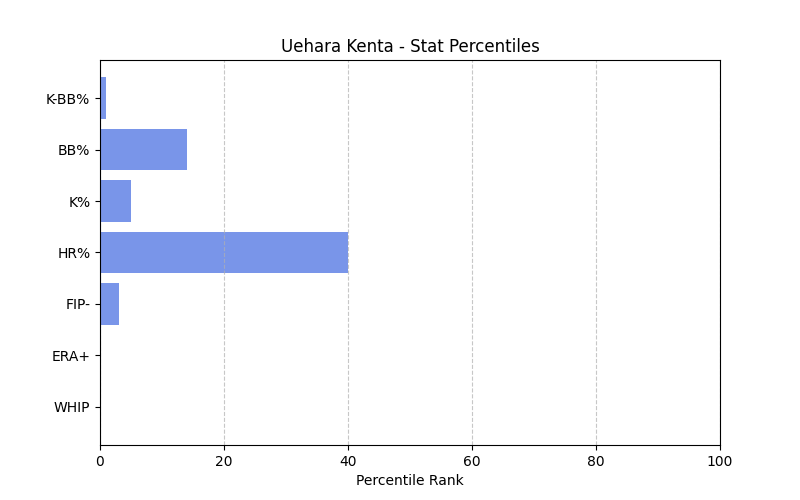 Uehara Kenta - Stat Percentiles
K-BB%
BB%
K%
HR%
FIP-
ERA+
WHIP
0 20 40 60 80 100
Percentile Rank